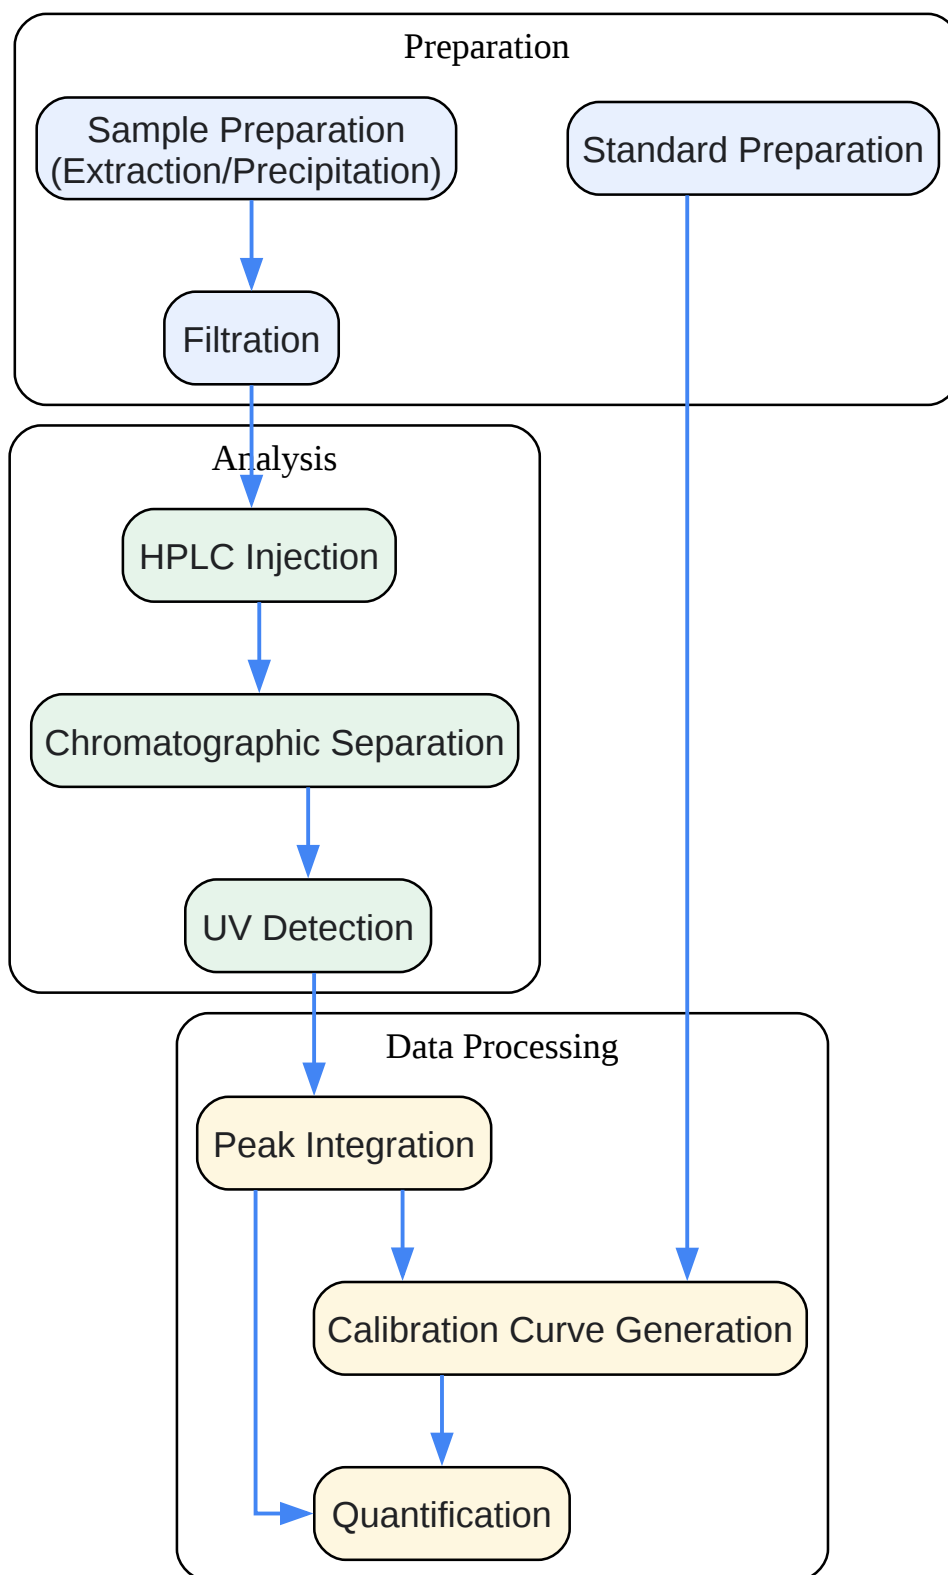 Preparation
Sample Preparation
(Extraction/Precipitation)
Standard Preparation
Filtration
Analysis
HPLC Injection
Chromatographic Separation
UV Detection
Data Processing
Peak Integration
Calibration Curve Generation
Quantification